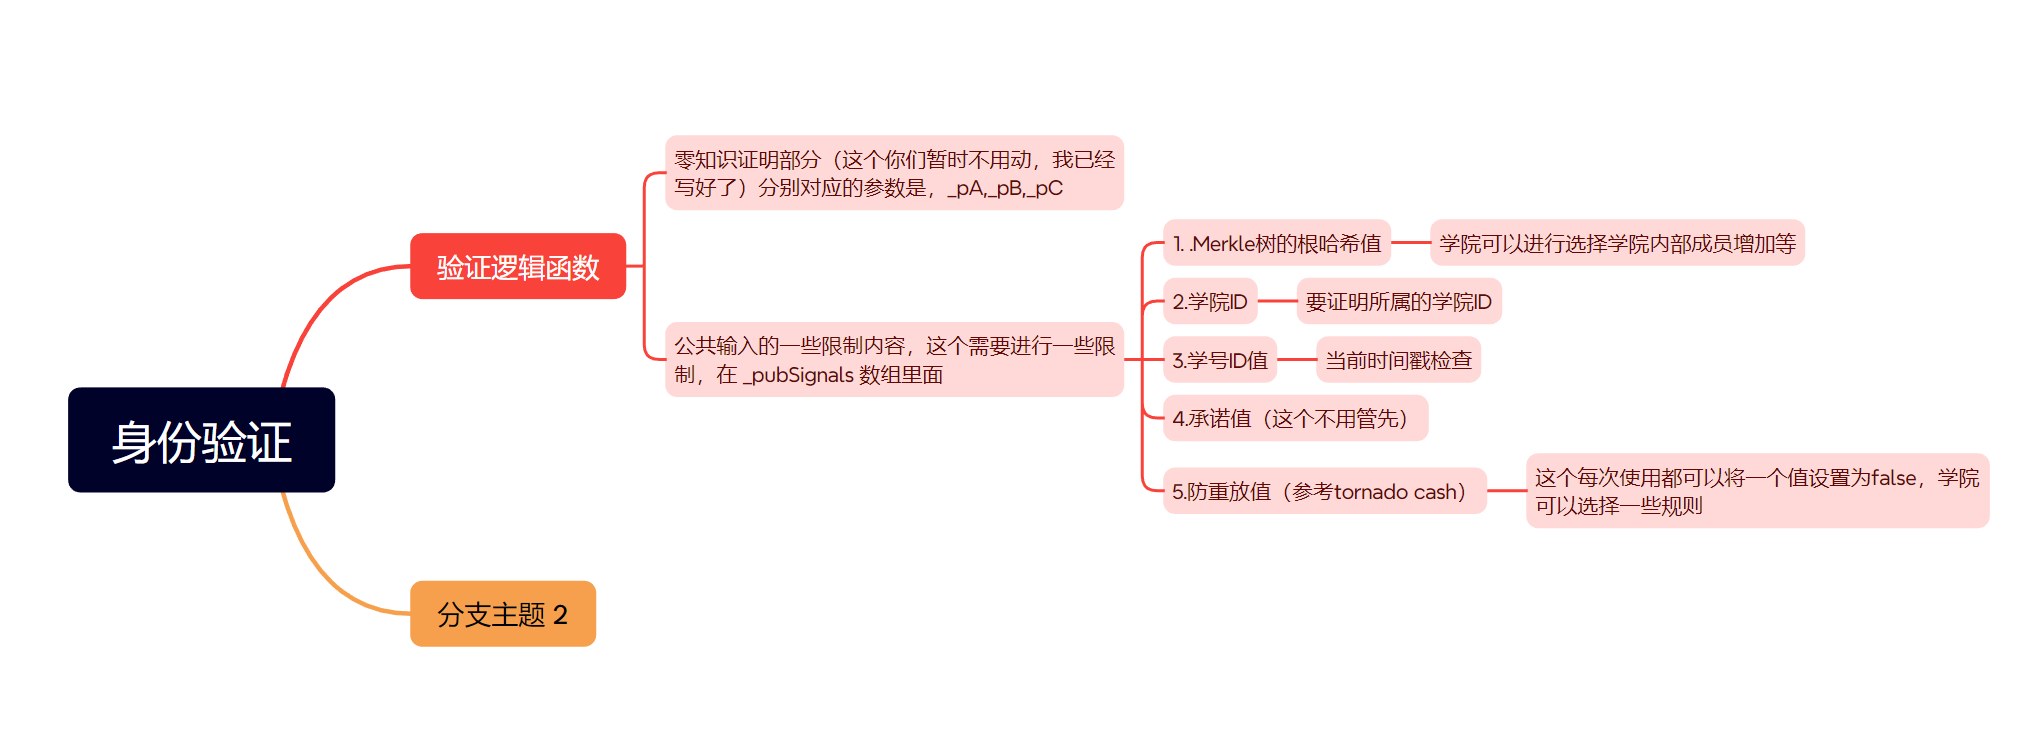 身份验证
验证逻辑函数
零知识证明部分（这个你们暂时不用动，我已经
写好了）分别对应的参数是，_pA,_pB,_pC
公共输入的一些限制内容，这个需要进行一些限
制，在 _pubSignals 数组里面
1. .Merkle树的根哈希值
学院可以进行选择学院内部成员增加等
2.学院ID
要证明所属的学院ID
3.学号ID值
当前时间戳检查
4.承诺值（这个不用管先）
5.防重放值（参考tornado cash）
这个每次使用都可以将一个值设置为false，学院
可以选择一些规则
分支主题 2